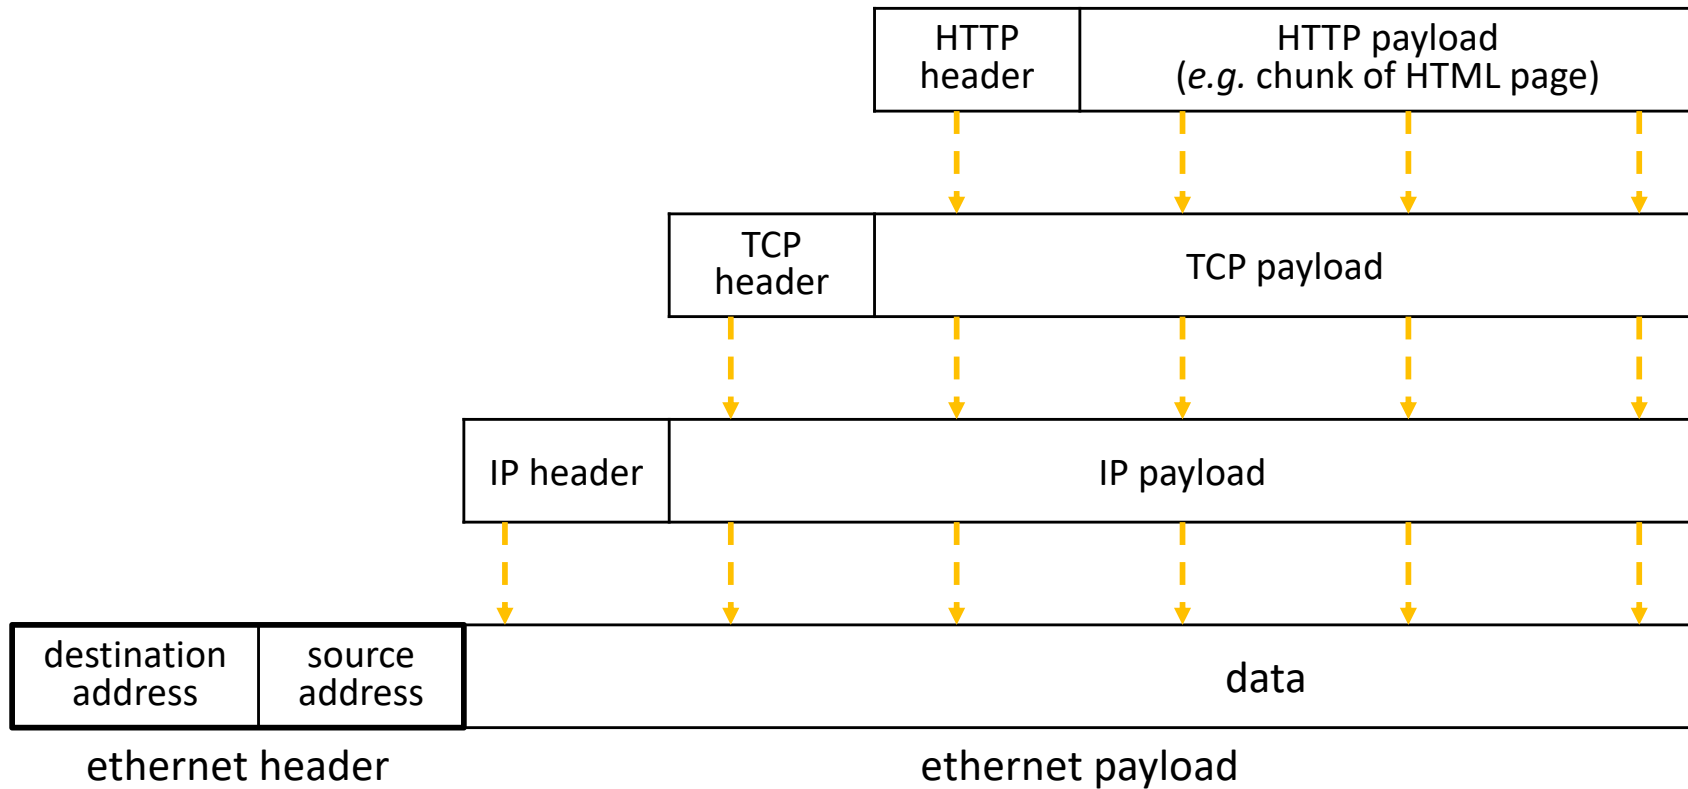 HTTP
header
HTTP payload
(e.g. chunk of HTML page)
TCP
header
TCP payload
IP header
IP payload
destination
address
source
address
data
ethernet header
ethernet payload